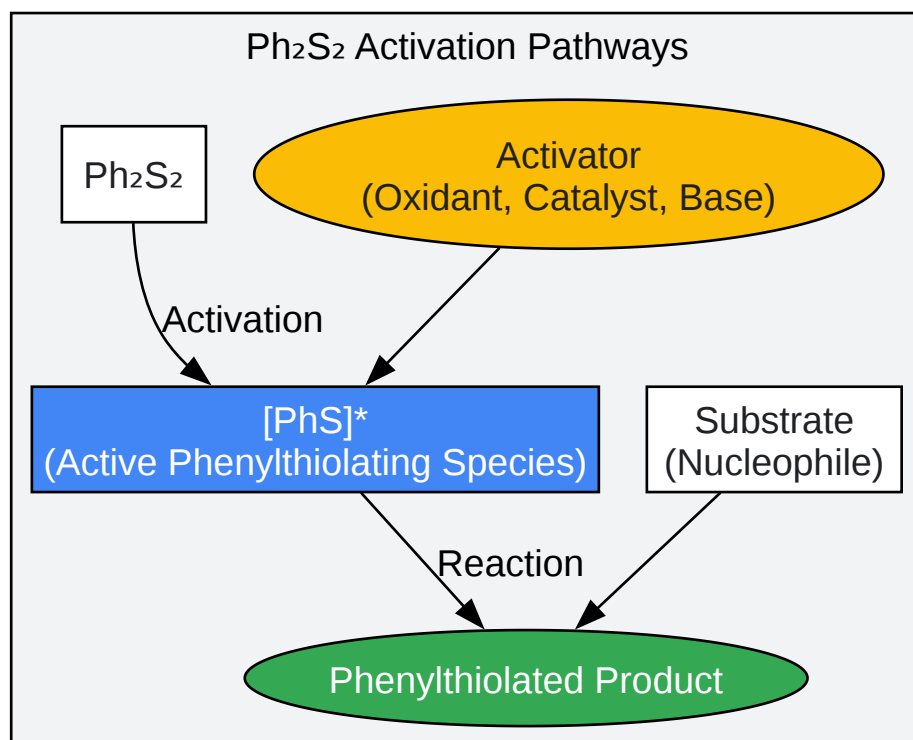 Ph₂S₂ Activation Pathways
Ph₂S₂
Activator
(Oxidant, Catalyst, Base)
Activation
[PhS]*
(Active Phenylthiolating Species)
Substrate
(Nucleophile)
Reaction
Phenylthiolated Product